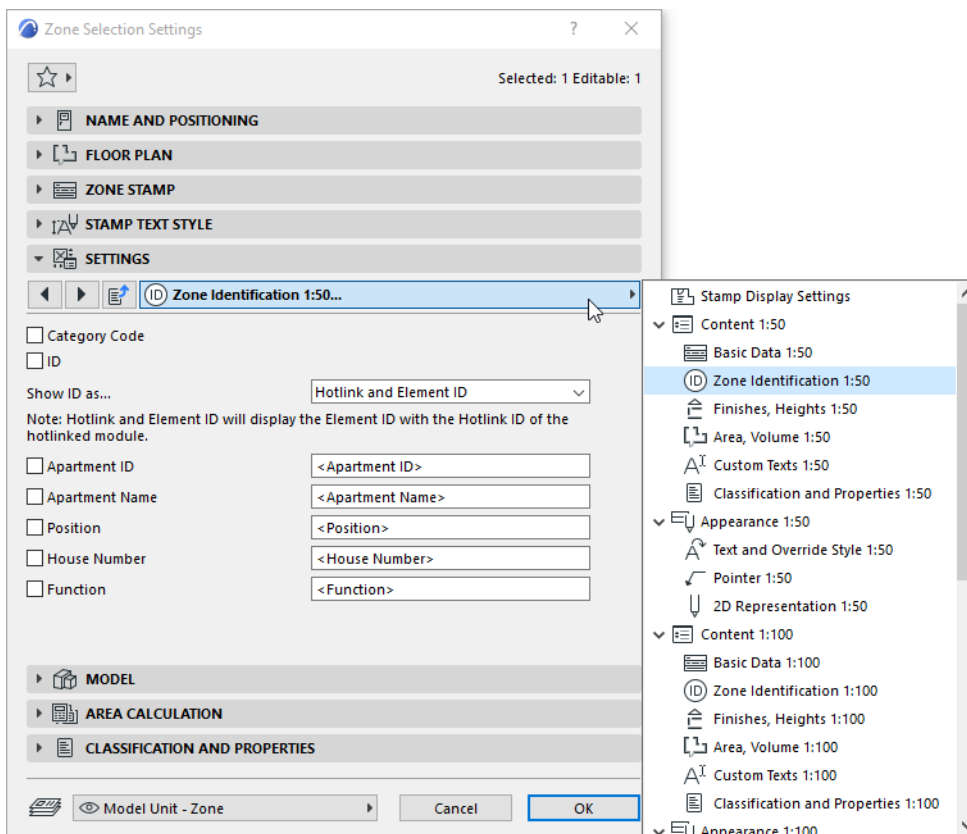 Zone Selection Settings
?
Selected: 1 Editable: 1
NAME AND POSITIONING
FLOOR PLAN
ZONE STAMP
STAMP TEXT STYLE
SETTINGS
ID Zone Identification 1:50...
Category Code
ID
Show ID as... Hotlink and Element ID
Note: Hotlink and Element ID will display the Element ID with the Hotlink ID of the
hotlinked module.
Apartment ID <Apartment ID>
Apartment Name <Apartment Name>
Position <Position>
House Number <House Number>
Function <Function>
MODEL
AREA CALCULATION
CLASSIFICATION AND PROPERTIES
Model Unit - Zone Cancel OK
Stamp Display Settings
Content 1:50
Basic Data 1:50
ID Zone Identification 1:50
Finishes, Heights 1:50
Area, Volume 1:50
Custom Texts 1:50
Classification and Properties 1:50
Appearance 1:50
Text and Override Style 1:50
Pointer 1:50
2D Representation 1:50
Content 1:100
Basic Data 1:100
ID Zone Identification 1:100
Finishes, Heights 1:100
Area, Volume 1:100
Custom Texts 1:100
Classification and Properties 1:100
Appearance 1:100